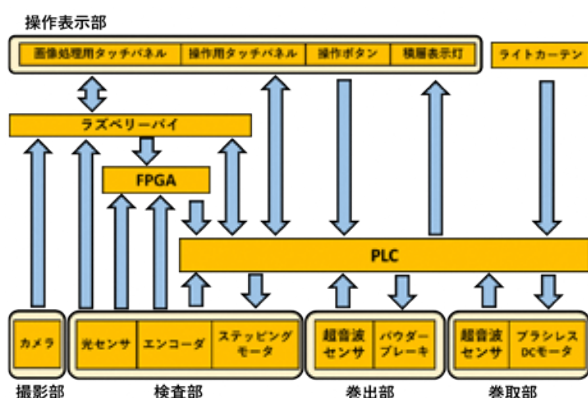 操作表示部
画像処理用タッチパネル
操作用タッチパネル
操作ボタン
積層表示灯
ライトカーテン
ラズベリーパイ
FPGA
PLC
カメラ
光センサ
エンコーダ
ステッピング
モータ
超音波
センサ
パウダー
ブレーキ
超音波
センサ
ブラシレス
DCモータ
撮影部
検査部
巻出部
巻取部